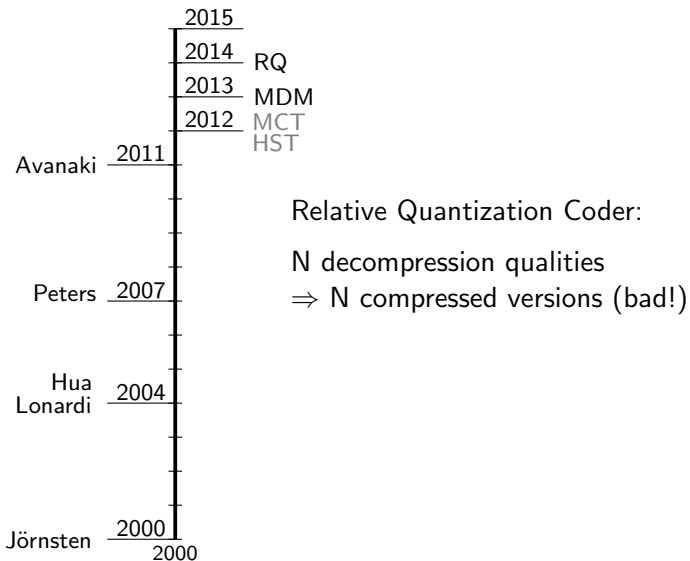 2015
2014 RQ
2013 MDM
2012 MCT
HST
Avanaki 2011
Relative Quantization Coder:
N decompression qualities
⇒ N compressed versions (bad!)
Peters 2007
Hua
Lonardi 2004
Jörnsten 2000
2000